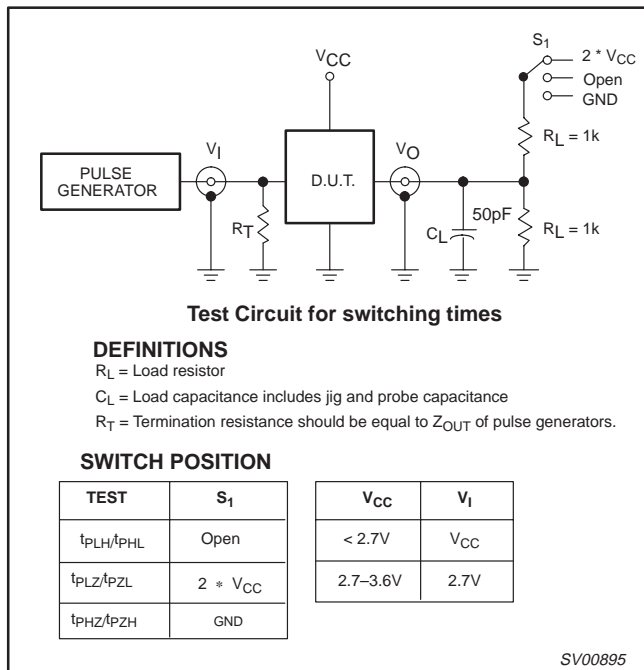 S1
2 * VCC
Open
GND
VCC
RL = 1k
VI
VO
PULSE GENERATOR
D.U.T.
RT
50pF
CL
RL = 1k
Test Circuit for switching times
DEFINITIONS
RL = Load resistor
CL = Load capacitance includes jig and probe capacitance
RT = Termination resistance should be equal to ZOUT of pulse generators.
SWITCH POSITION
TEST S1
tPLH/tPHL Open
tPLZ/tPZL 2 * VCC
tPHZ/tPZH GND
VCC VI
< 2.7V VCC
2.7–3.6V 2.7V
SV00895